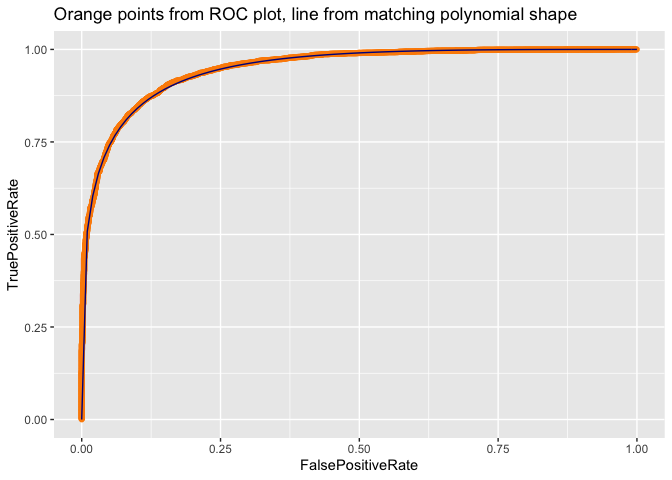 Orange points from ROC plot, line from matching polynomial shape
1.00
0.75
0.50
0.25
0.00
TruePositiveRate
0.00 0.25 0.50 0.75 1.00
FalsePositiveRate